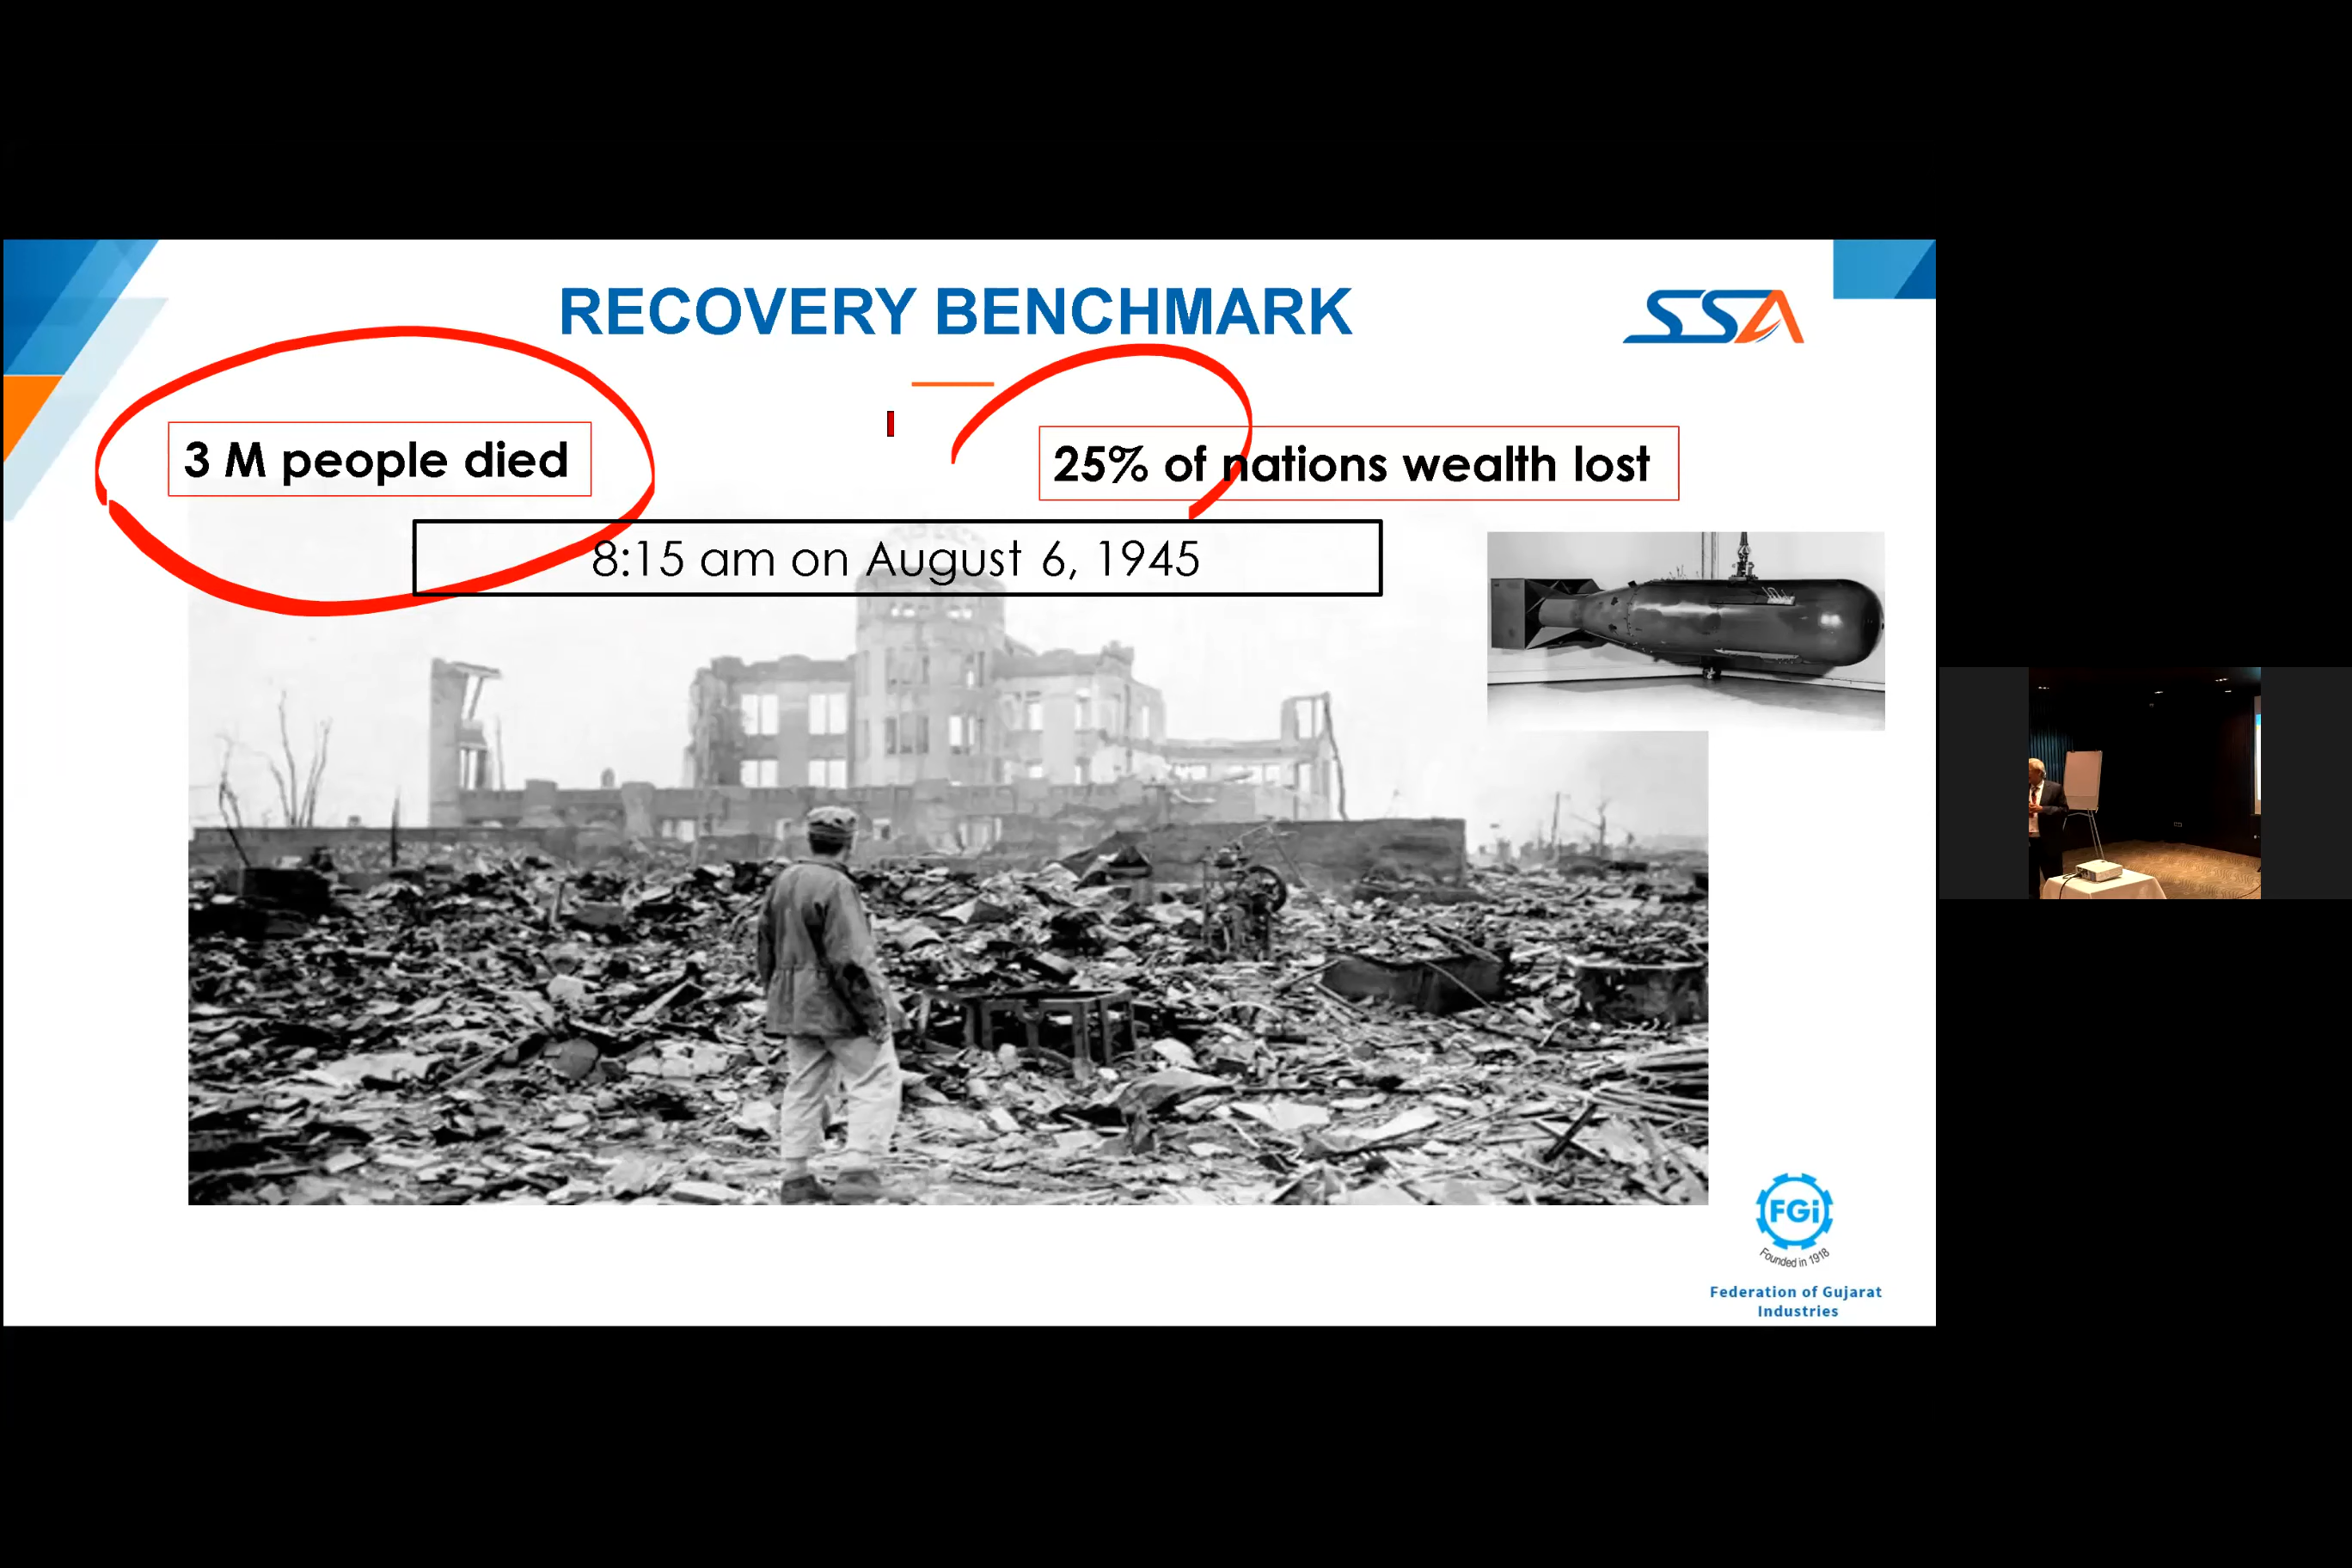 RECOVERY BENCHMARK
SSA
3 M people died
25% of nations wealth lost
8:15 am on August 6, 1945
FGi
Founded in 1918
Federation of Gujarat
Industries